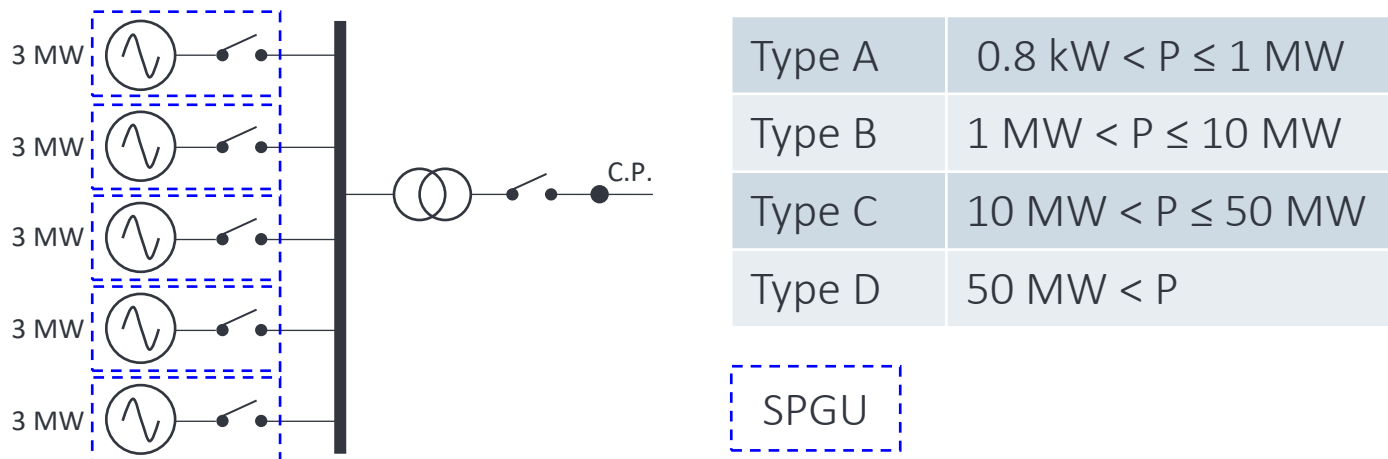 3 MW
3 MW
3 MW
3 MW
3 MW
C.P.
Type A 0.8 kW < P ≤ 1 MW
Type B 1 MW < P ≤ 10 MW
Type C 10 MW < P ≤ 50 MW
Type D 50 MW < P
SPGU